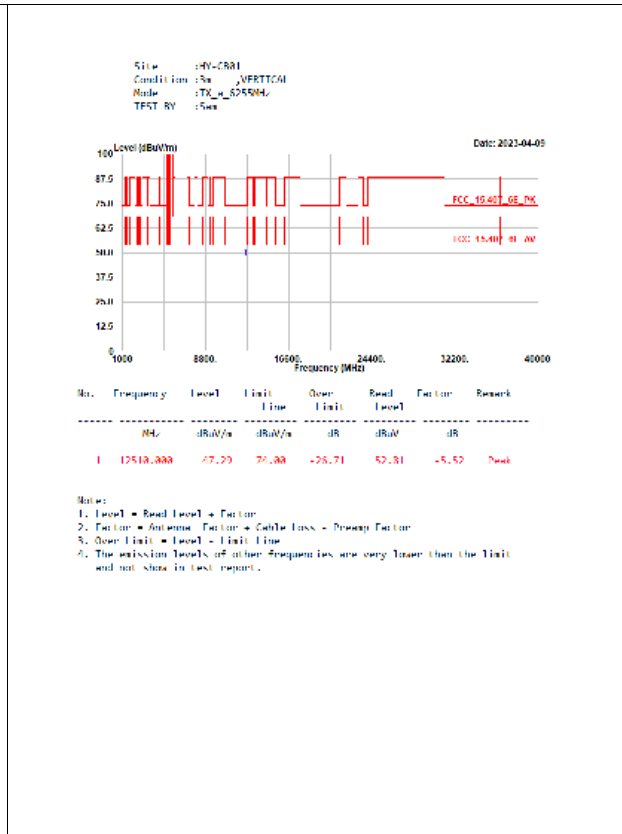 Site :HY-CB01
Condition :3m ,VERTICAL
Mode :TX_a_6255MHz
TEST BY :Sam
Level (dBuV/m)
Date: 2023-04-09
100
87.5
75.0
FCC_15.407_6E_PK
62.5
FCC_15.407_6E_AV
50.0
37.5
25.0
12.5
0
1000 8800. 16600. 24400. 32200. 40000
Frequency (MHz)
No. Frequency Level Limit Over Read Factor Remark
Line Limit Level
MHz dBuV/m dBuV/m dB dBuV dB
1 12510.000 47.29 74.00 -26.71 52.81 -5.52 Peak
Note:
1. Level = Read Level + Factor
2. Factor = Antenna Factor + Cable Loss - Preamp Factor
3. Over Limit = Level - Limit Line
4. The emission levels of other frequencies are very lower than the limit
and not show in test report.